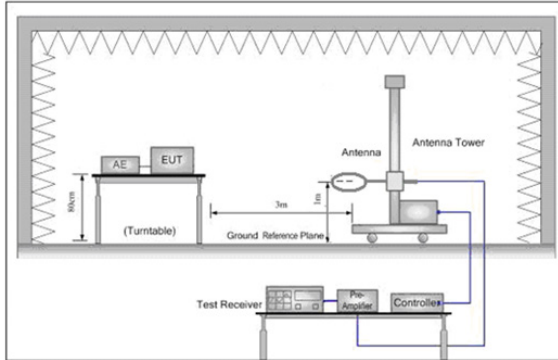 Antenna
Antenna Tower
AE
EUT
80cm
(Turntable)
3m
1m
Ground Reference Plane
Test Receiver
Pre-
Amplifier
Controller